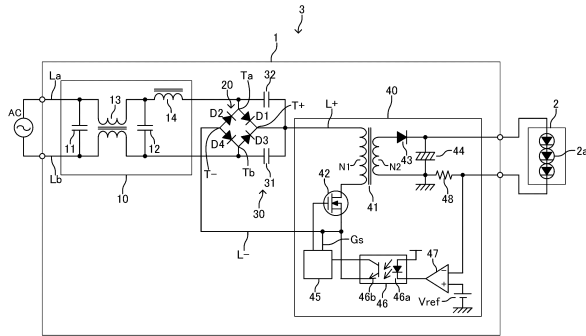 3
1
32
Ta
La
20
T+
L+
40
2
AC
13
D2
D1
11
12
14
D4
D3
N1
N2
43
44
2a
Lb
T−
Tb
31
42
41
48
10
30
L−
Gs
47
45
46b
46
46a
Vref
−
+